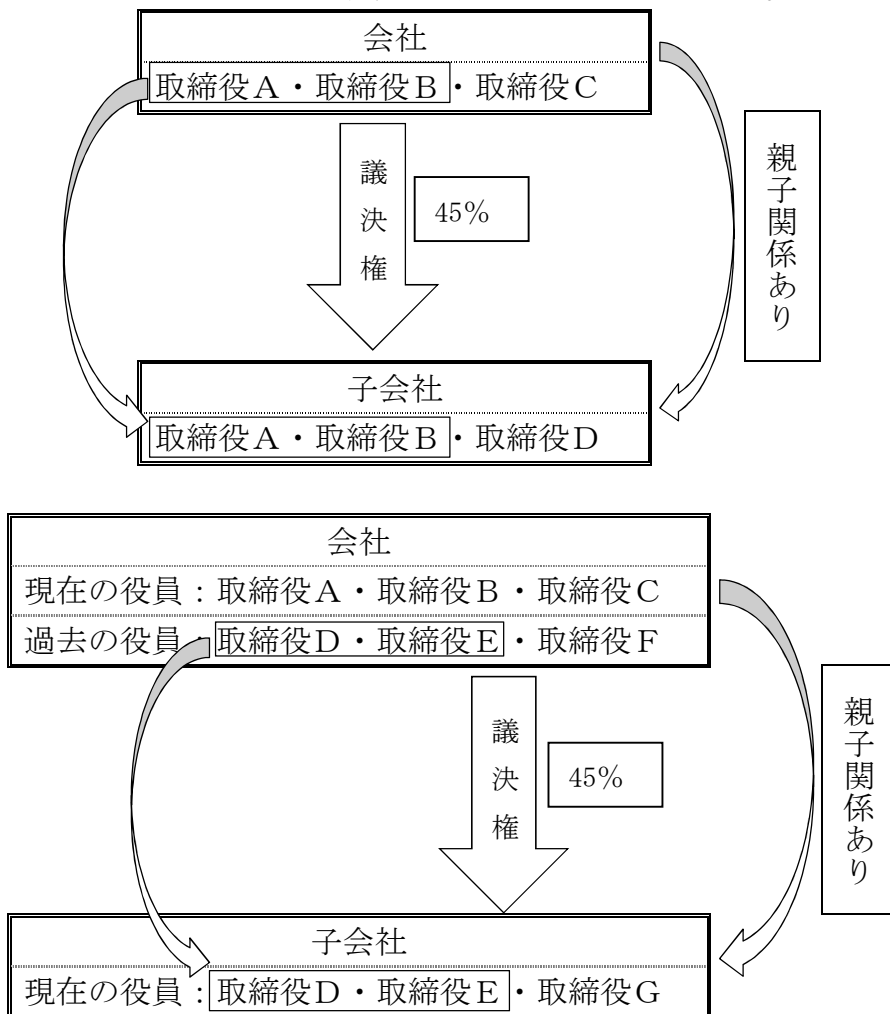 会社
取締役A・取締役B・取締役C
議決権
45%
親子関係あり
子会社
取締役A・取締役B・取締役D
会社
現在の役員:取締役A・取締役B・取締役C
過去の役員:取締役D・取締役E・取締役F
議決権
45%
親子関係あり
子会社
現在の役員:取締役D・取締役E・取締役G